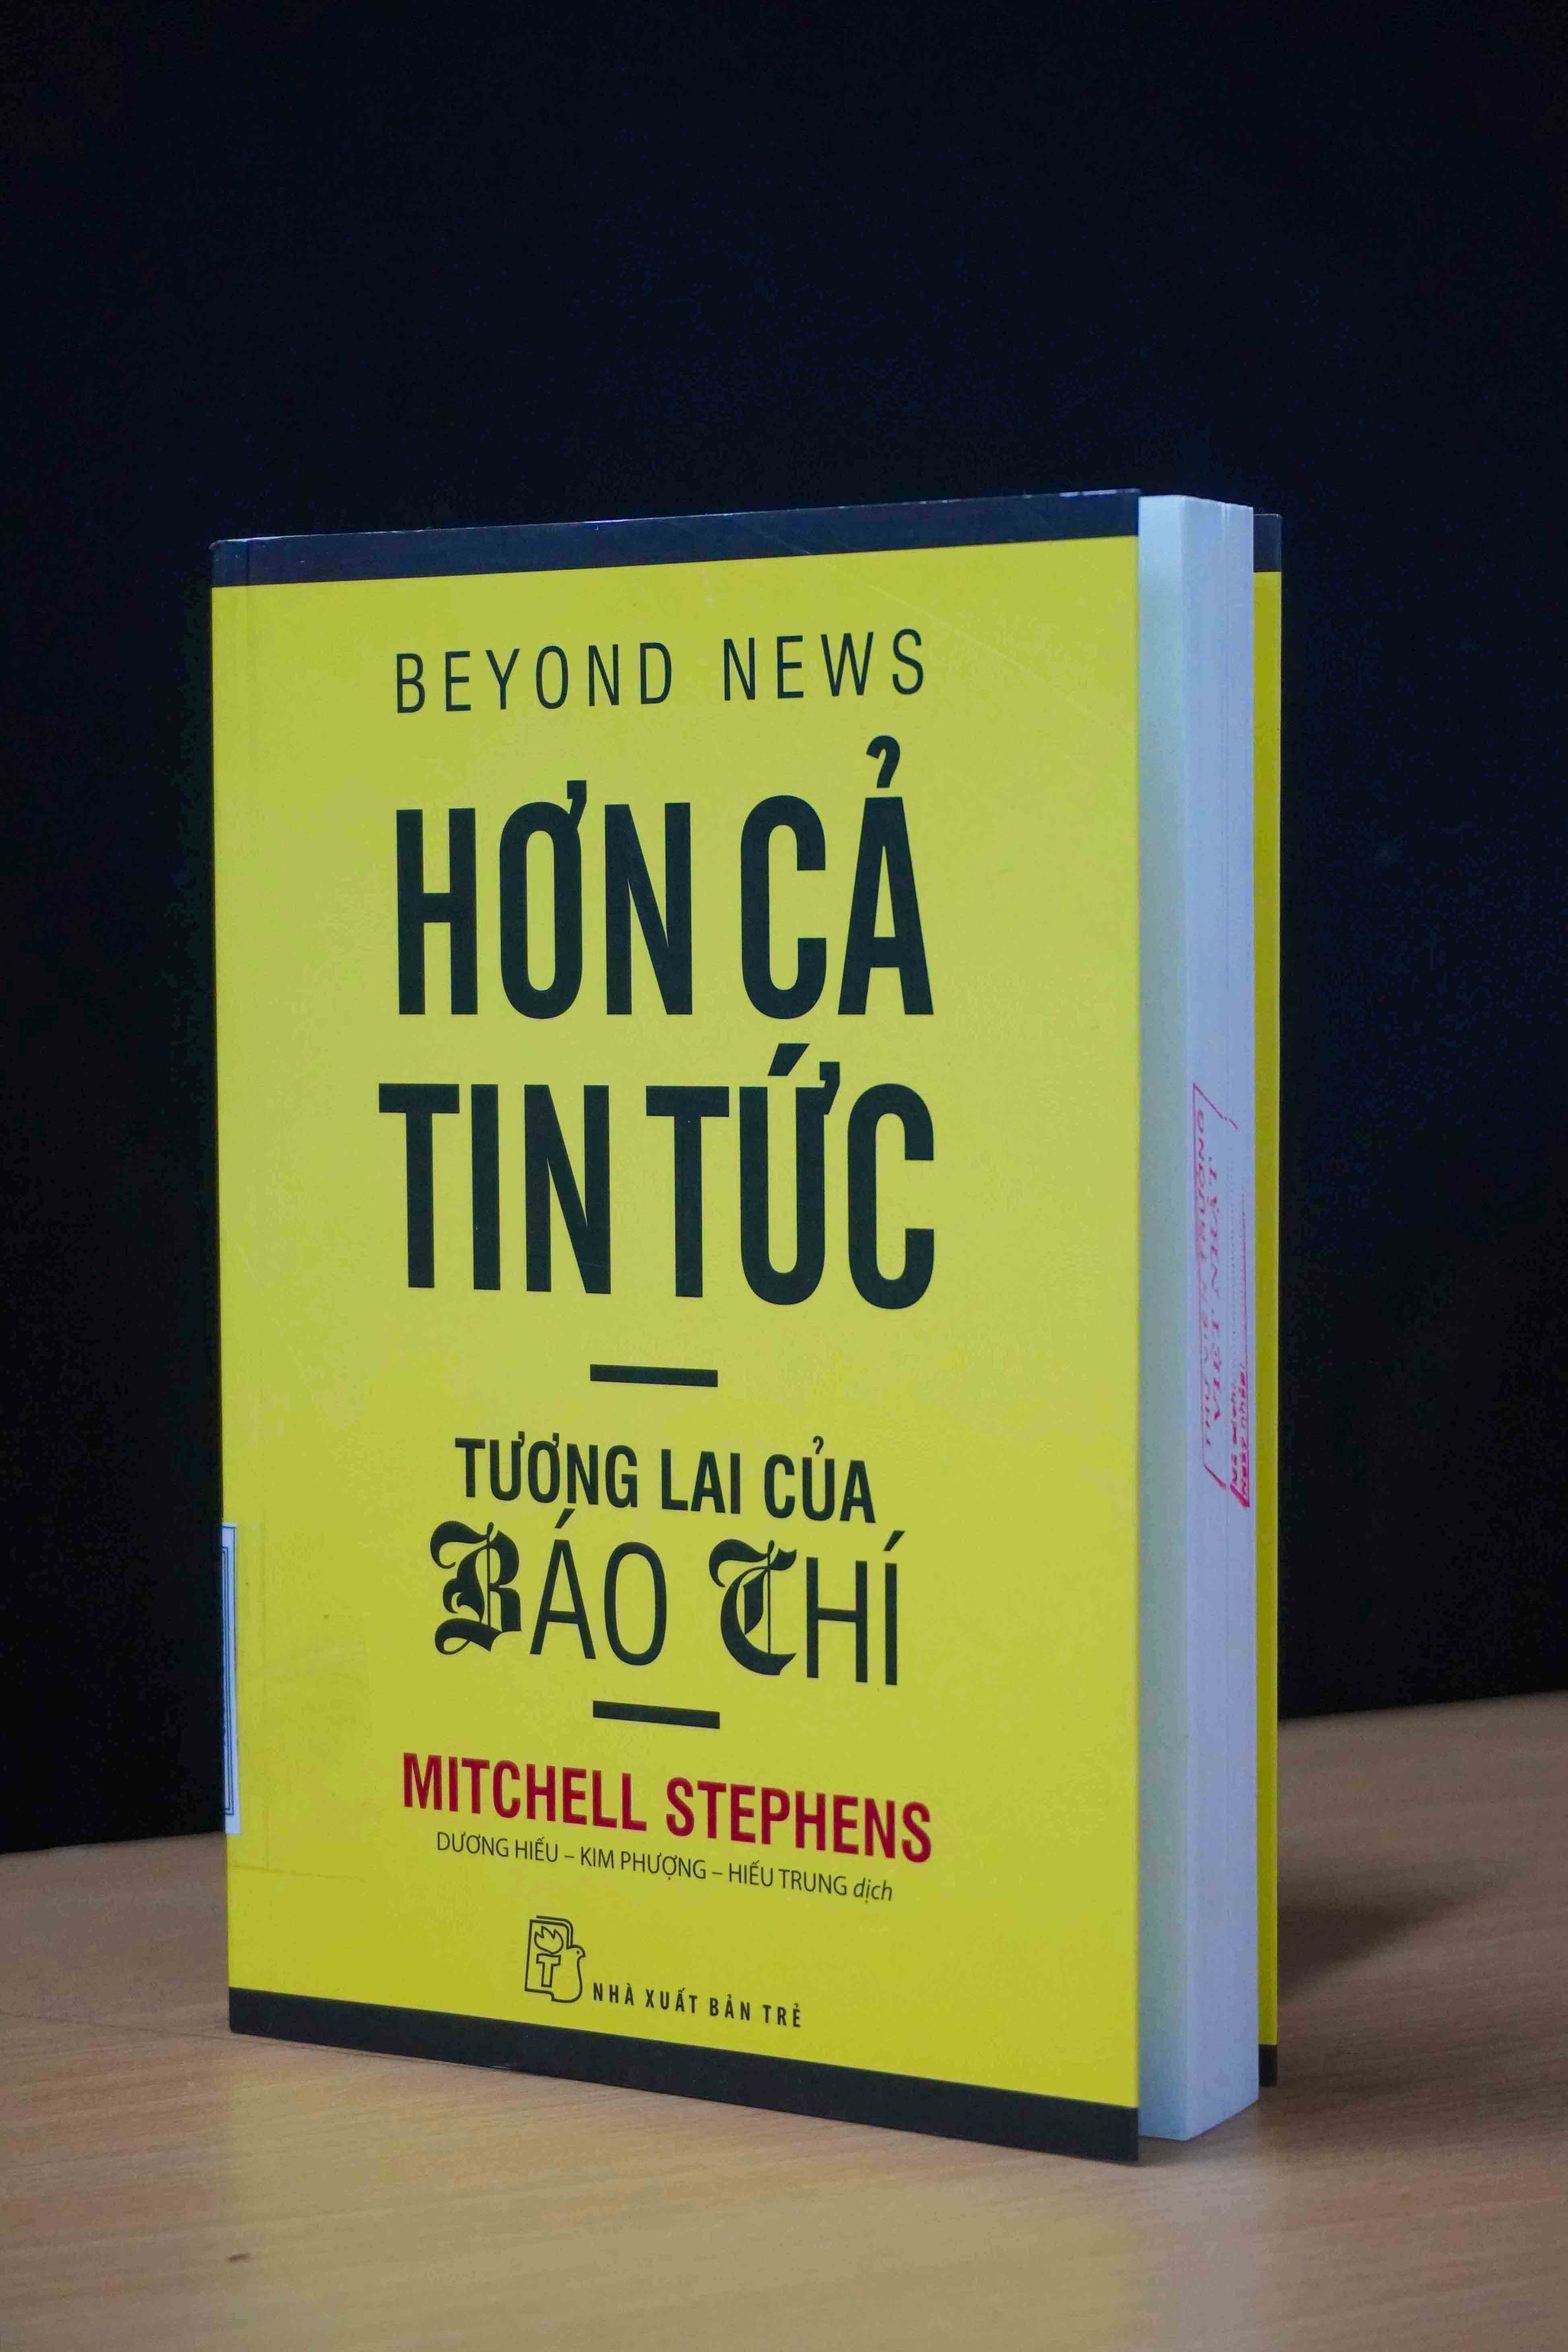 BEYOND NEWS
HƠN CẢ
TIN TỨC
TƯƠNG LAI CỦA
BÁO CHÍ
MITCHELL STEPHENS
DƯƠNG HIẾU – KIM PHƯỢNG – HIẾU TRUNG dịch
T
NHÀ XUẤT BẢN TRẺ